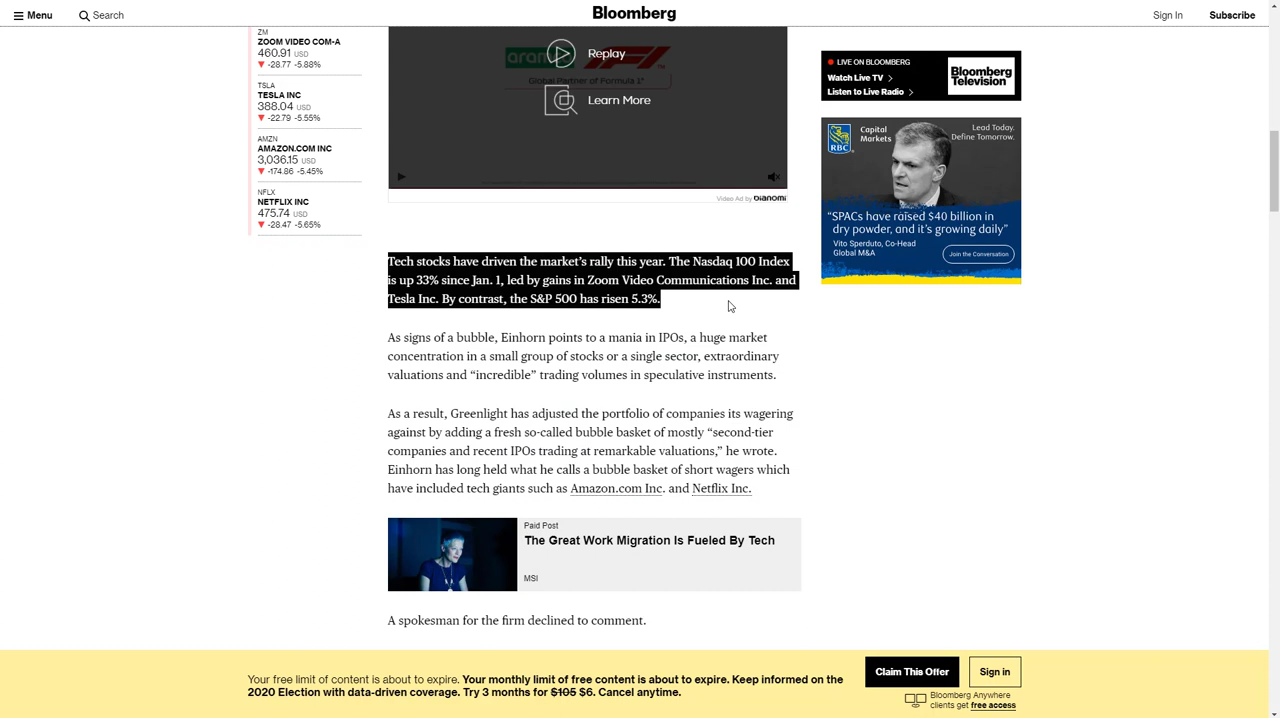 Menu
Search
Bloomberg
Sign In
Subscribe
ZM
ZOOM VIDEO COM-A
460.91 USD
-28.77 -5.88%
TSLA
TESLA INC
388.04 USD
-22.79 -5.55%
AMZN
AMAZON.COM INC
3,036.15 USD
-174.86 -5.45%
NFLX
NETFLIX INC
475.74 USD
-28.47 -5.65%
aramco
F1
Global Partner of Formula 1®
Replay
Learn More
Video Ad by DIANOMI
Tech stocks have driven the market’s rally this year. The Nasdaq 100 Index
is up 33% since Jan. 1, led by gains in Zoom Video Communications Inc. and
Tesla Inc. By contrast, the S&P 500 has risen 5.3%.
As signs of a bubble, Einhorn points to a mania in IPOs, a huge market
concentration in a small group of stocks or a single sector, extraordinary
valuations and “incredible” trading volumes in speculative instruments.
As a result, Greenlight has adjusted the portfolio of companies its wagering
against by adding a fresh so-called bubble basket of mostly “second-tier
companies and recent IPOs trading at remarkable valuations,” he wrote.
Einhorn has long held what he calls a bubble basket of short wagers which
have included tech giants such as Amazon.com Inc. and Netflix Inc.
Paid Post
The Great Work Migration Is Fueled By Tech
MSI
A spokesman for the firm declined to comment.
LIVE ON BLOOMBERG
Watch Live TV
Listen to Live Radio
Bloomberg
Television
RBC
Capital
Markets
Lead Today.
Define Tomorrow.
“SPACs have raised $40 billion in
dry powder, and it’s growing daily”
Vito Sperduto, Co-Head
Global M&A
Join the Conversation
Your free limit of content is about to expire. Your monthly limit of free content is about to expire. Keep informed on the
2020 Election with data-driven coverage. Try 3 months for $105 $6. Cancel anytime.
Claim This Offer
Sign in
Bloomberg Anywhere
clients get free access